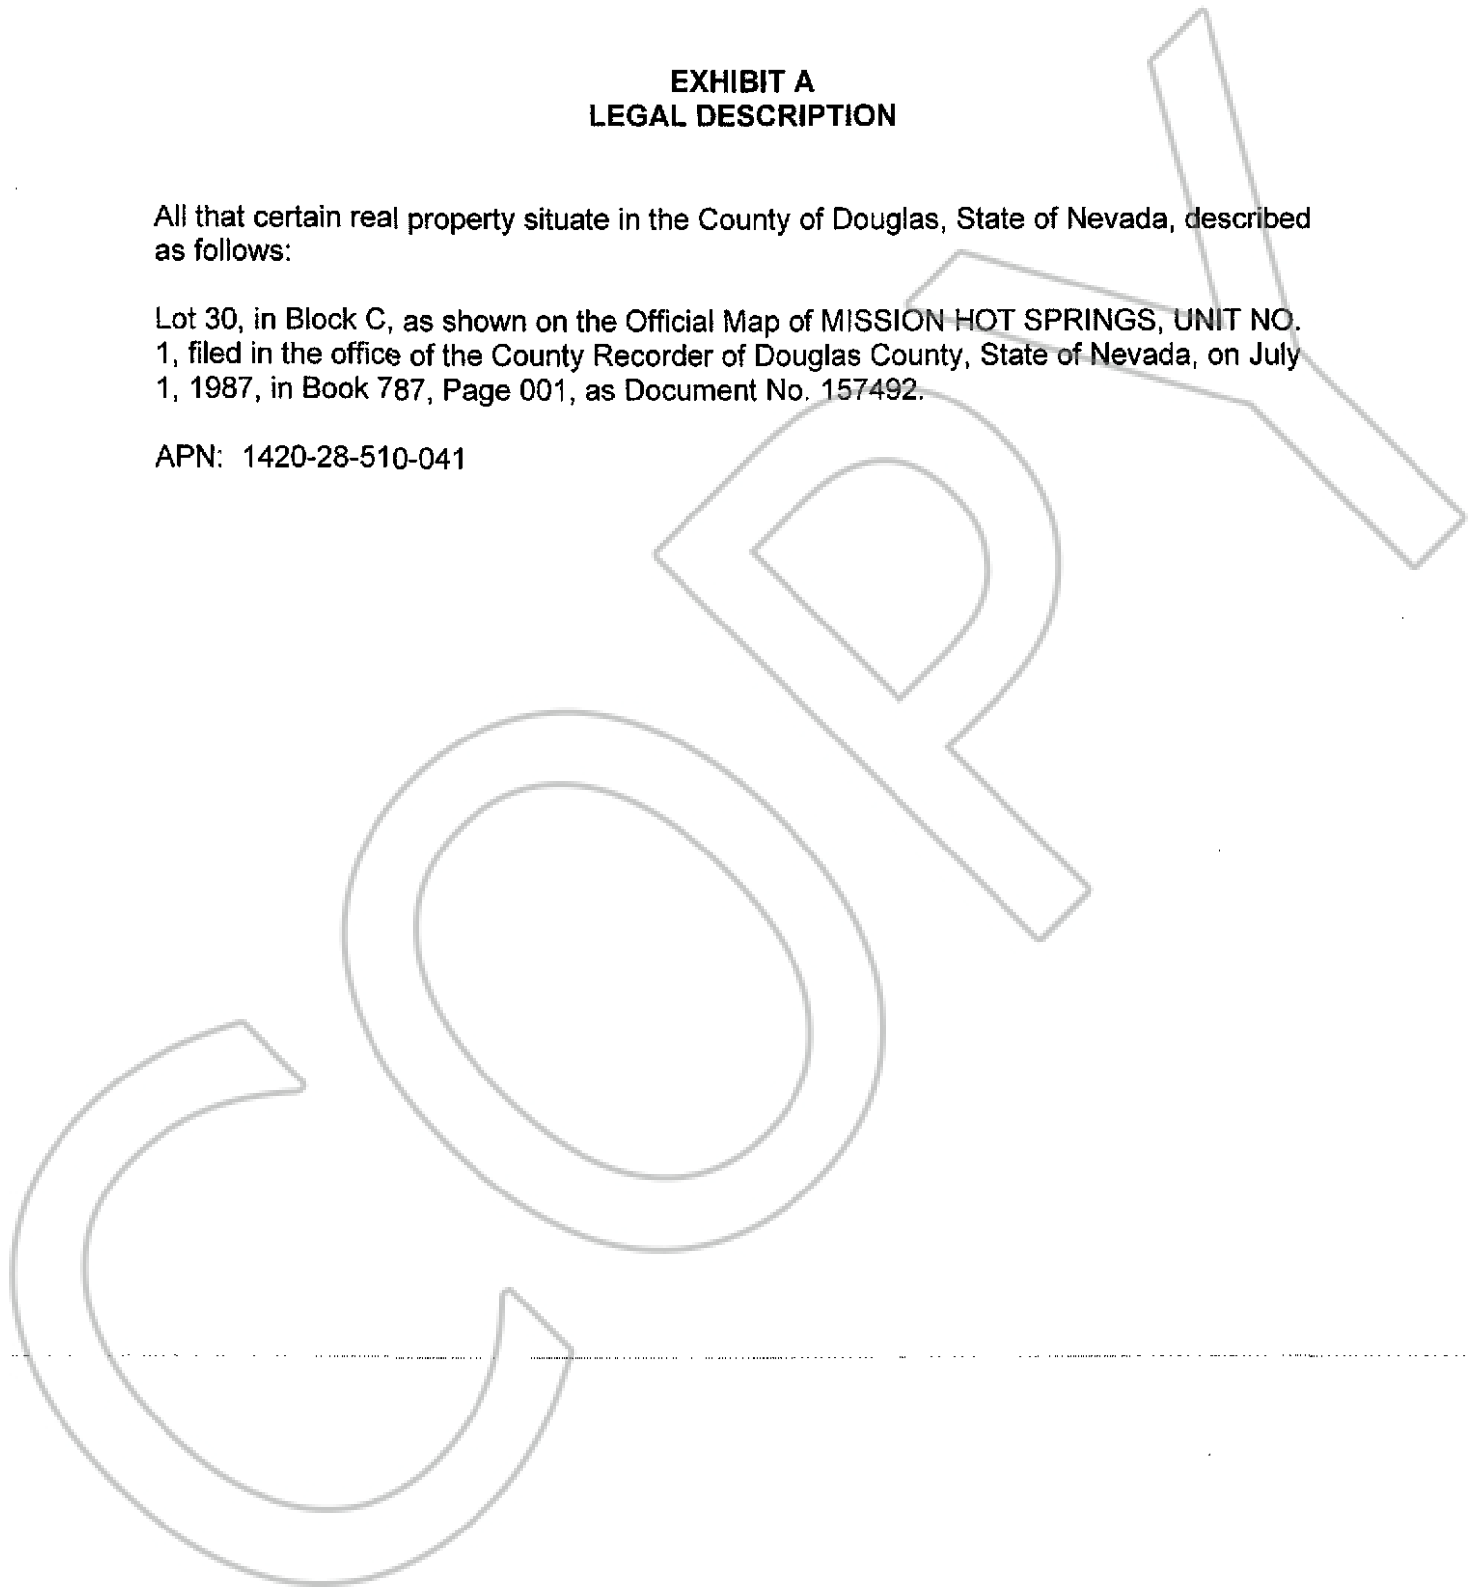 EXHIBIT A
LEGAL DESCRIPTION
All that certain real property situate in the County of Douglas, State of Nevada, described
as follows:
Lot 30, in Block C, as shown on the Official Map of MISSION HOT SPRINGS, UNIT NO.
1, filed in the office of the County Recorder of Douglas County, State of Nevada, on July
1, 1987, in Book 787, Page 001, as Document No. 157492.
APN: 1420-28-510-041
COPY